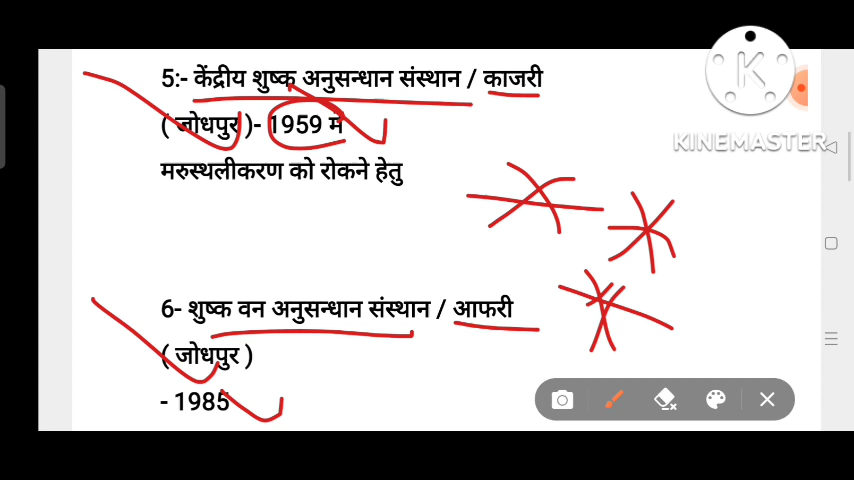 5:- केंद्रीय शुष्क अनुसन्धान संस्थान / काजरी
( जोधपुर )- 1959 में
मरुस्थलीकरण को रोकने हेतु
6- शुष्क वन अनुसन्धान संस्थान / आफरी
( जोधपुर )
- 1985
K
KINEMASTER